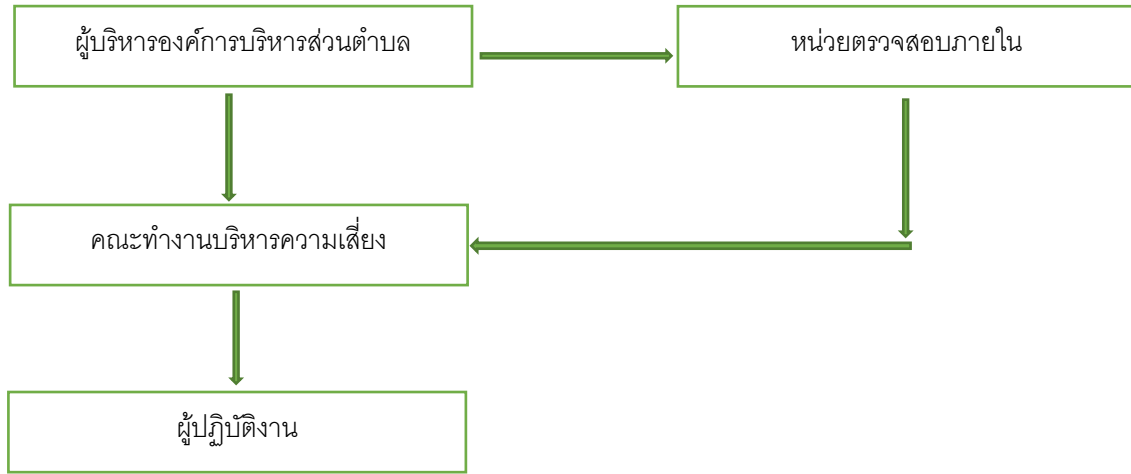 ผู้บริหารองค์การบริหารส่วนตำบล
หน่วยตรวจสอบภายใน
คณะทำงานบริหารความเสี่ยง
ผู้ปฏิบัติงาน